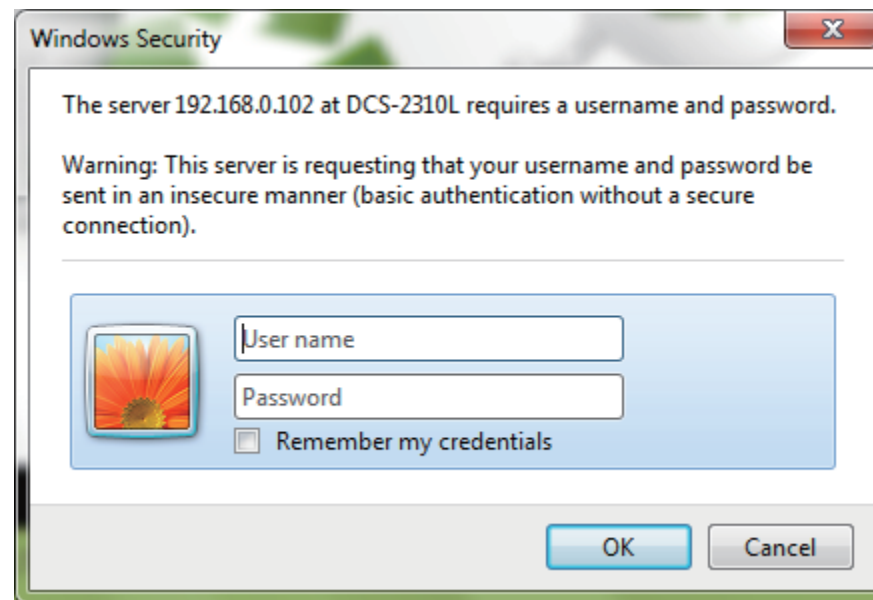 Windows Security
The server 192.168.0.102 at DCS-2310L requires a username and password.
Warning: This server is requesting that your username and password be
sent in an insecure manner (basic authentication without a secure
connection).
User name
Password
Remember my credentials
OK
Cancel